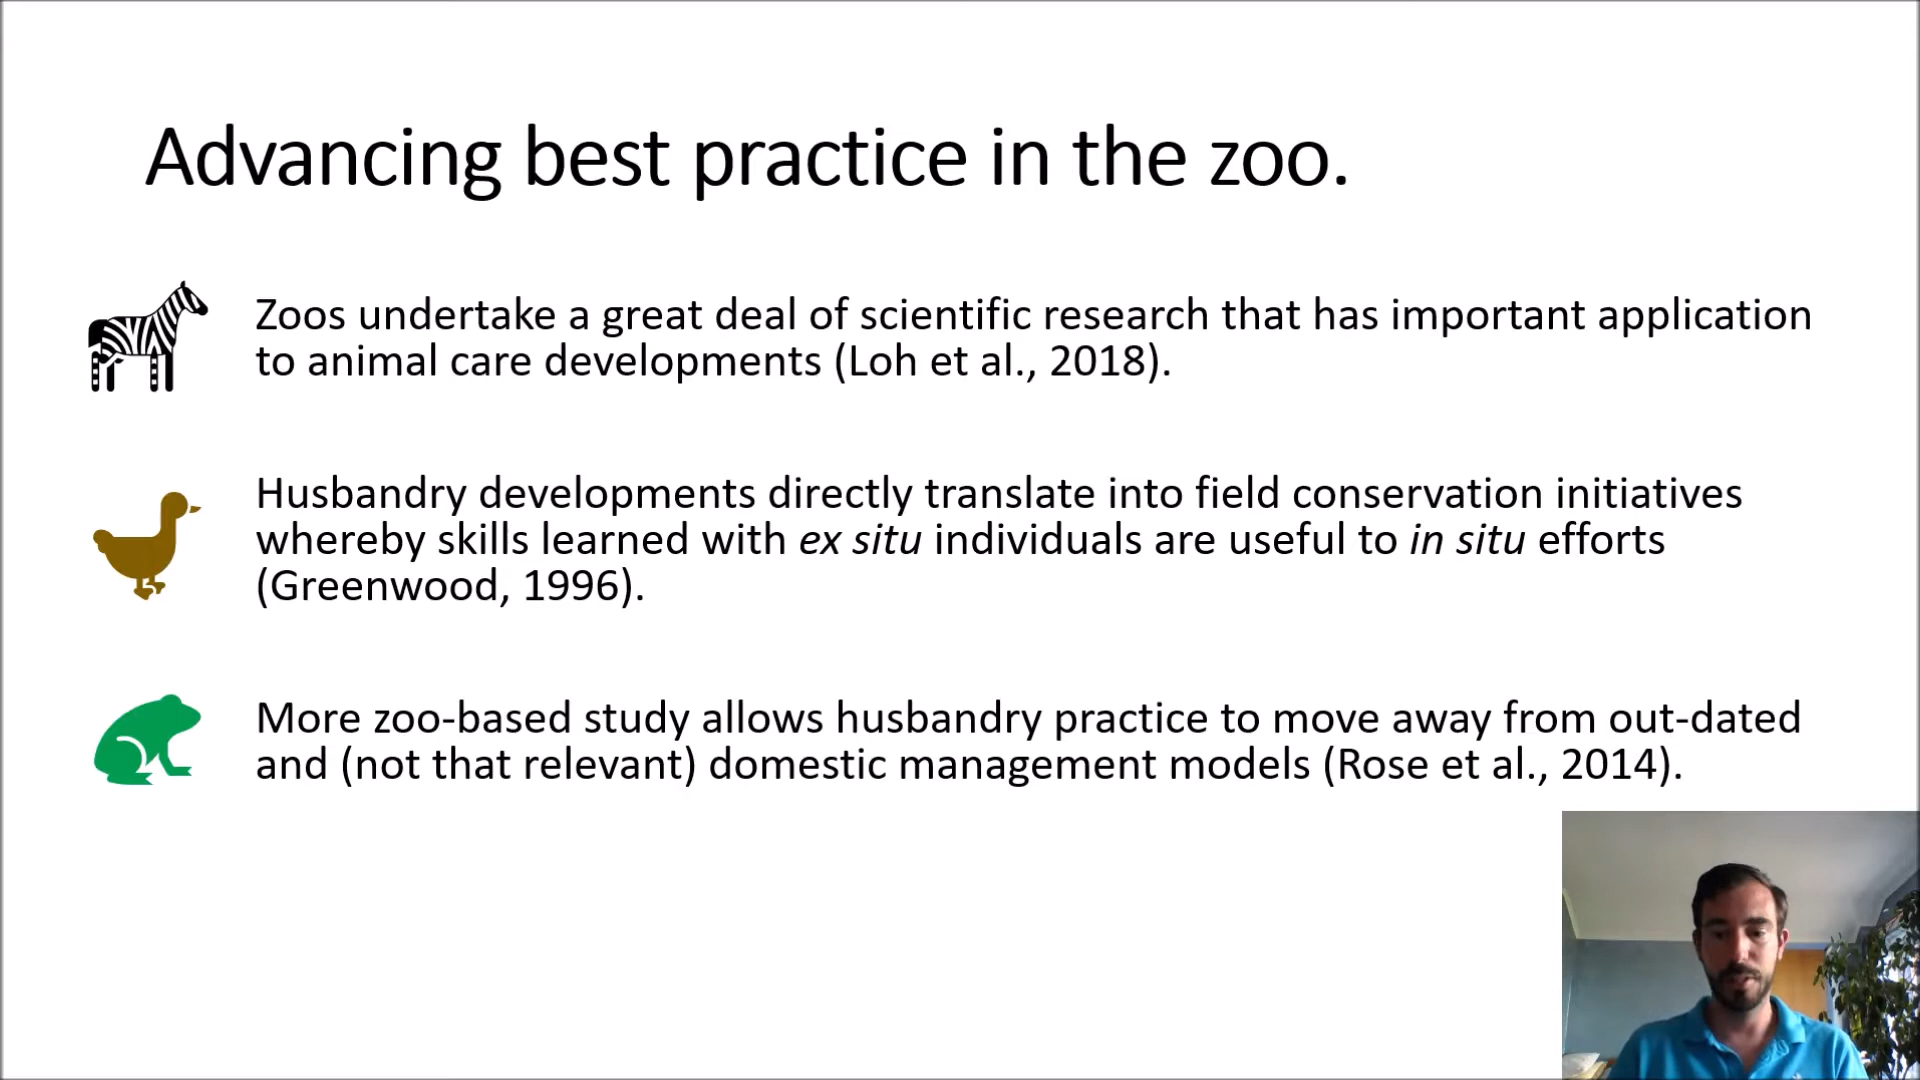 Advancing best practice in the zoo.
Zoos undertake a great deal of scientific research that has important application
to animal care developments (Loh et al., 2018).
Husbandry developments directly translate into field conservation initiatives
whereby skills learned with ex situ individuals are useful to in situ efforts
(Greenwood, 1996).
More zoo-based study allows husbandry practice to move away from out-dated
and (not that relevant) domestic management models (Rose et al., 2014).